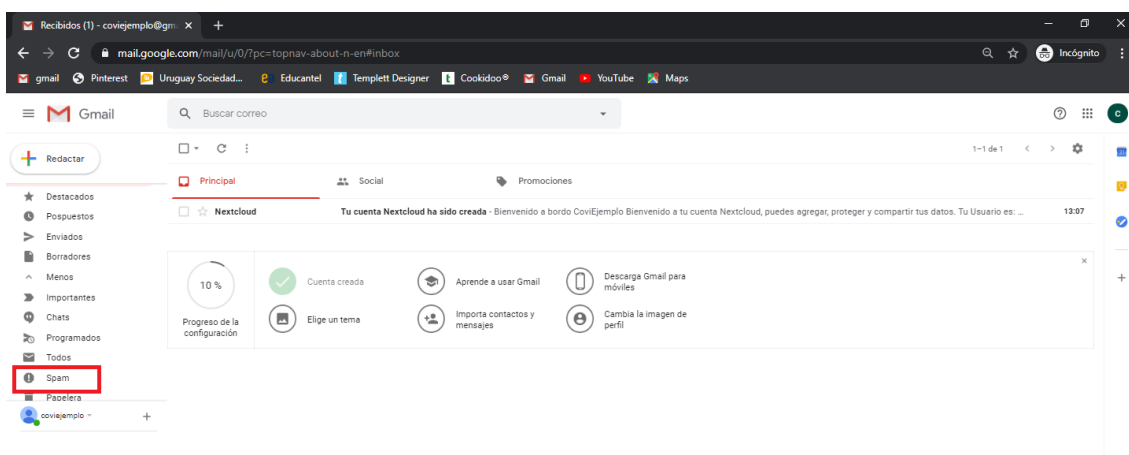 Recibidos (1) - coviejemplo@gm
mail.google.com/mail/u/0/?pc=topnav-about-n-en#inbox
Incógnito
gmail Pinterest Uruguay Sociedad... Educantel Templett Designer Cookidoo® Gmail YouTube Maps
Gmail
Buscar correo
C
Redactar
1–1 de 1
Principal Social Promociones
Destacados
Nextcloud Tu cuenta Nextcloud ha sido creada - Bienvenido a bordo CoviEjemplo Bienvenido a tu cuenta Nextcloud, puedes agregar, proteger y compartir tus datos. Tu Usuario es: ... 13:07
Pospuestos
Enviados
Borradores
Menos
Importantes
Chats
Programados
Todos
Spam
Papelera
coviejemplo
10 %
Progreso de la
configuración
Cuenta creada
Aprende a usar Gmail
Descarga Gmail para
móviles
Elige un tema
Importa contactos y
mensajes
Cambia la imagen de
perfil